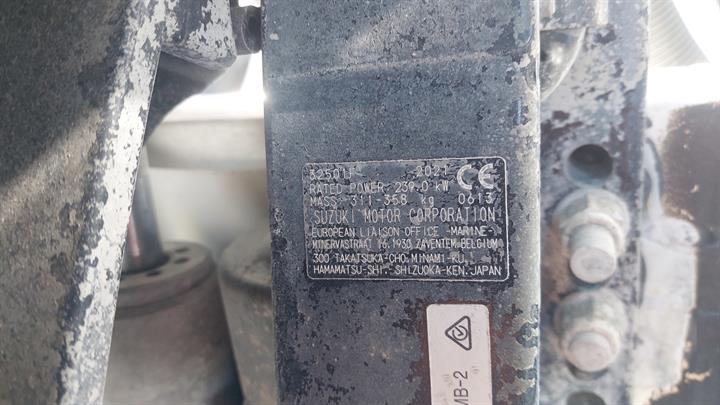 2021
RATED POWER 239.0 kW CE
MASS 311-358 kg 0613
SUZUKI MOTOR CORPORATION
EUROPEAN LIAISON OFFICE -MARINE-
MINERVASTRAAT 16.1930.ZAVENTEM.BELGIUM
300 TAKATSUKA-CHO.MINAMI-KU.
HAMAMATSU-SHI. SHIZUOKA-KEN.JAPAN
MB-2